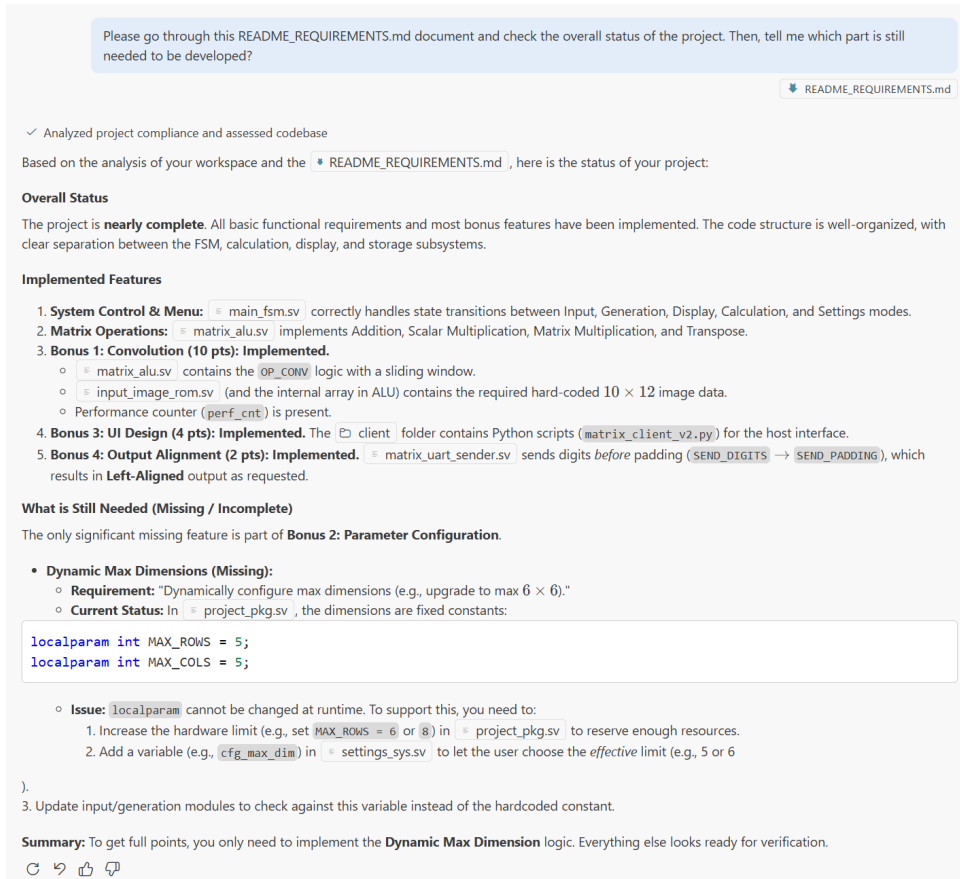 Please go through this README_REQUIREMENTS.md document and check the overall status of the project. Then, tell me which part is still
needed to be developed?
README_REQUIREMENTS.md
Analyzed project compliance and assessed codebase
Based on the analysis of your workspace and the README_REQUIREMENTS.md , here is the status of your project:
Overall Status
The project is nearly complete. All basic functional requirements and most bonus features have been implemented. The code structure is well-organized, with
clear separation between the FSM, calculation, display, and storage subsystems.
Implemented Features
1. System Control & Menu: main_fsm.sv correctly handles state transitions between Input, Generation, Display, Calculation, and Settings modes.
2. Matrix Operations: matrix_alu.sv implements Addition, Scalar Multiplication, Matrix Multiplication, and Transpose.
3. Bonus 1: Convolution (10 pts): Implemented.
matrix_alu.sv contains the OP_CONV logic with a sliding window.
input_image_rom.sv (and the internal array in ALU) contains the required hard-coded 10 × 12 image data.
Performance counter (perf_cnt) is present.
4. Bonus 3: UI Design (4 pts): Implemented. The client folder contains Python scripts (matrix_client_v2.py) for the host interface.
5. Bonus 4: Output Alignment (2 pts): Implemented. matrix_uart_sender.sv sends digits before padding (SEND_DIGITS → SEND_PADDING), which
results in Left-Aligned output as requested.
What is Still Needed (Missing / Incomplete)
The only significant missing feature is part of Bonus 2: Parameter Configuration.
• Dynamic Max Dimensions (Missing):
Requirement: "Dynamically configure max dimensions (e.g., upgrade to max 6 × 6)."
Current Status: In project_pkg.sv , the dimensions are fixed constants:
localparam int MAX_ROWS = 5;
localparam int MAX_COLS = 5;
Issue: localparam cannot be changed at runtime. To support this, you need to:
1. Increase the hardware limit (e.g., set MAX_ROWS = 6 or 8) in project_pkg.sv to reserve enough resources.
2. Add a variable (e.g., cfg_max_dim) in settings_sys.sv to let the user choose the effective limit (e.g., 5 or 6
).
3. Update input/generation modules to check against this variable instead of the hardcoded constant.
Summary: To get full points, you only need to implement the Dynamic Max Dimension logic. Everything else looks ready for verification.